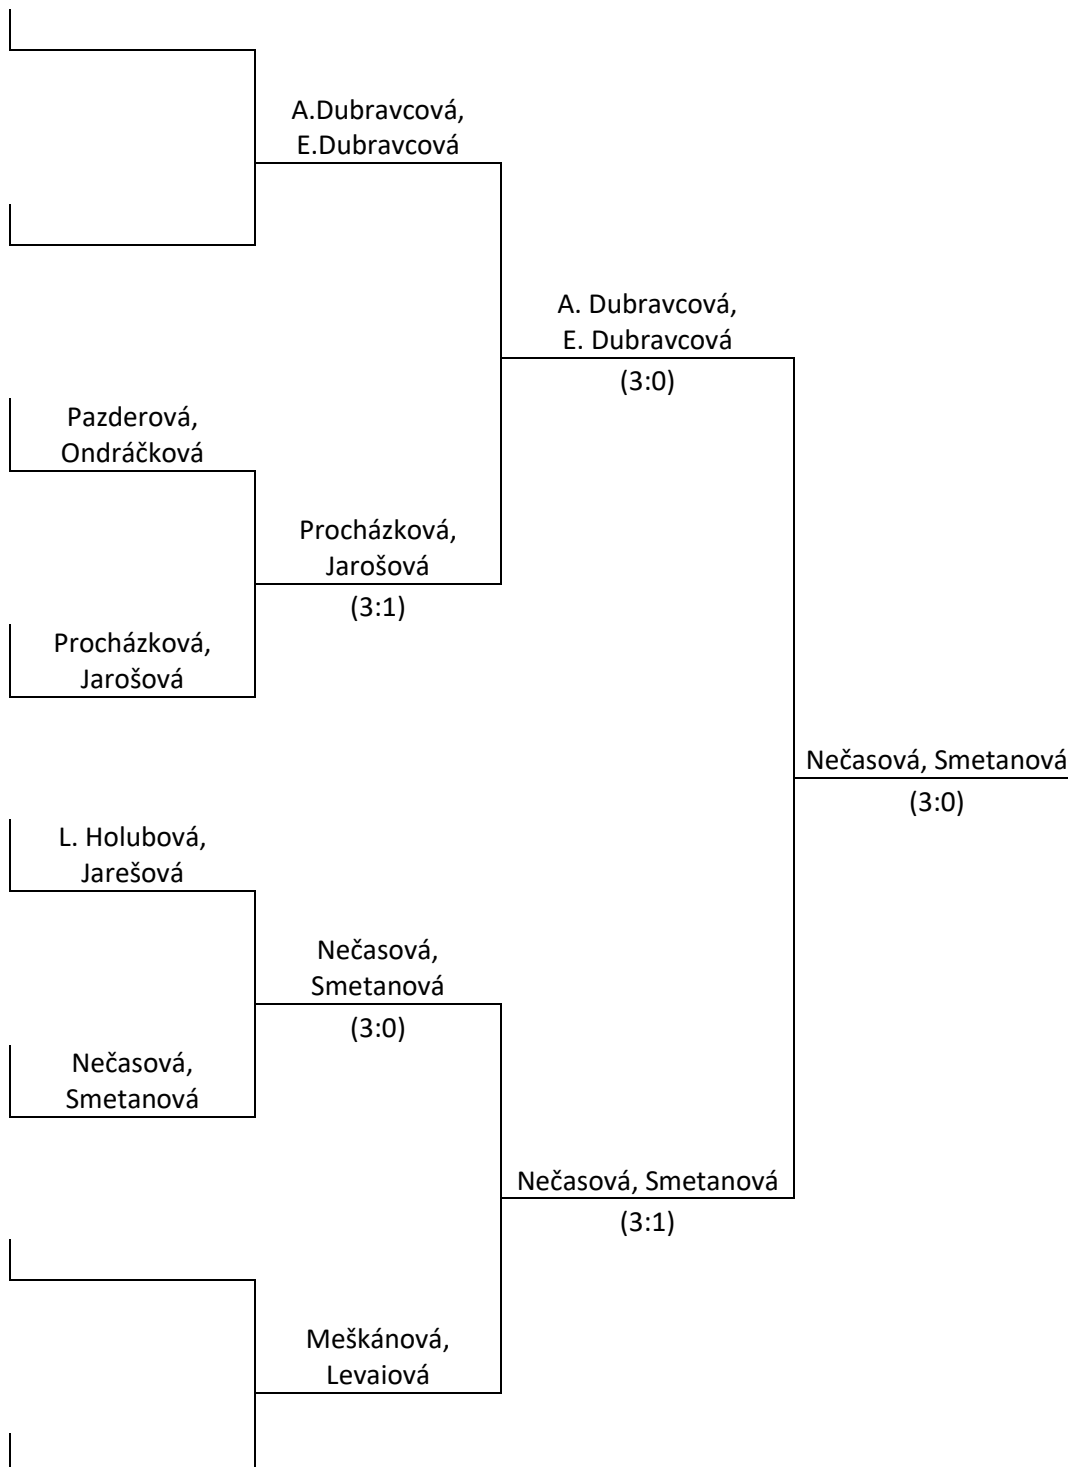 A.Dubravcová,
E.Dubravcová
A. Dubravcová,
E. Dubravcová
(3:0)
Pazderová,
Ondráčková
Procházková,
Jarošová
(3:1)
Procházková,
Jarošová
Nečasová, Smetanová
(3:0)
L. Holubová,
Jarešová
Nečasová,
Smetanová
(3:0)
Nečasová,
Smetanová
Nečasová, Smetanová
(3:1)
Meškánová,
Levaiová